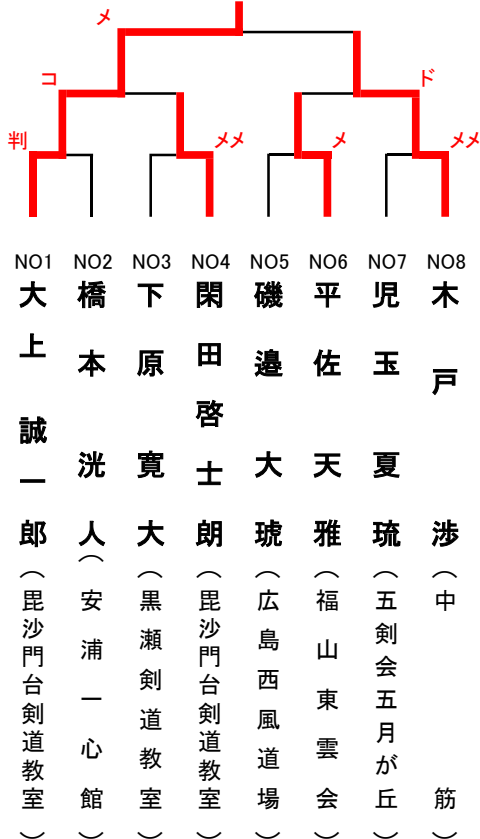 メ
コ
ド
判
メメ
メ
メメ
NO1 NO2 NO3 NO4 NO5 NO6 NO7 NO8
大上誠一郎(毘沙門台剣道教室)
橋本洸人(安浦一心館)
下原寛大(黒瀬剣道教室)
閑田啓士朗(毘沙門台剣道教室)
磯邉大琥(広島西風道場)
平佐天雅(福山東雲会)
児玉夏琉(五剣会五月が丘)
木戸渉(中筋)